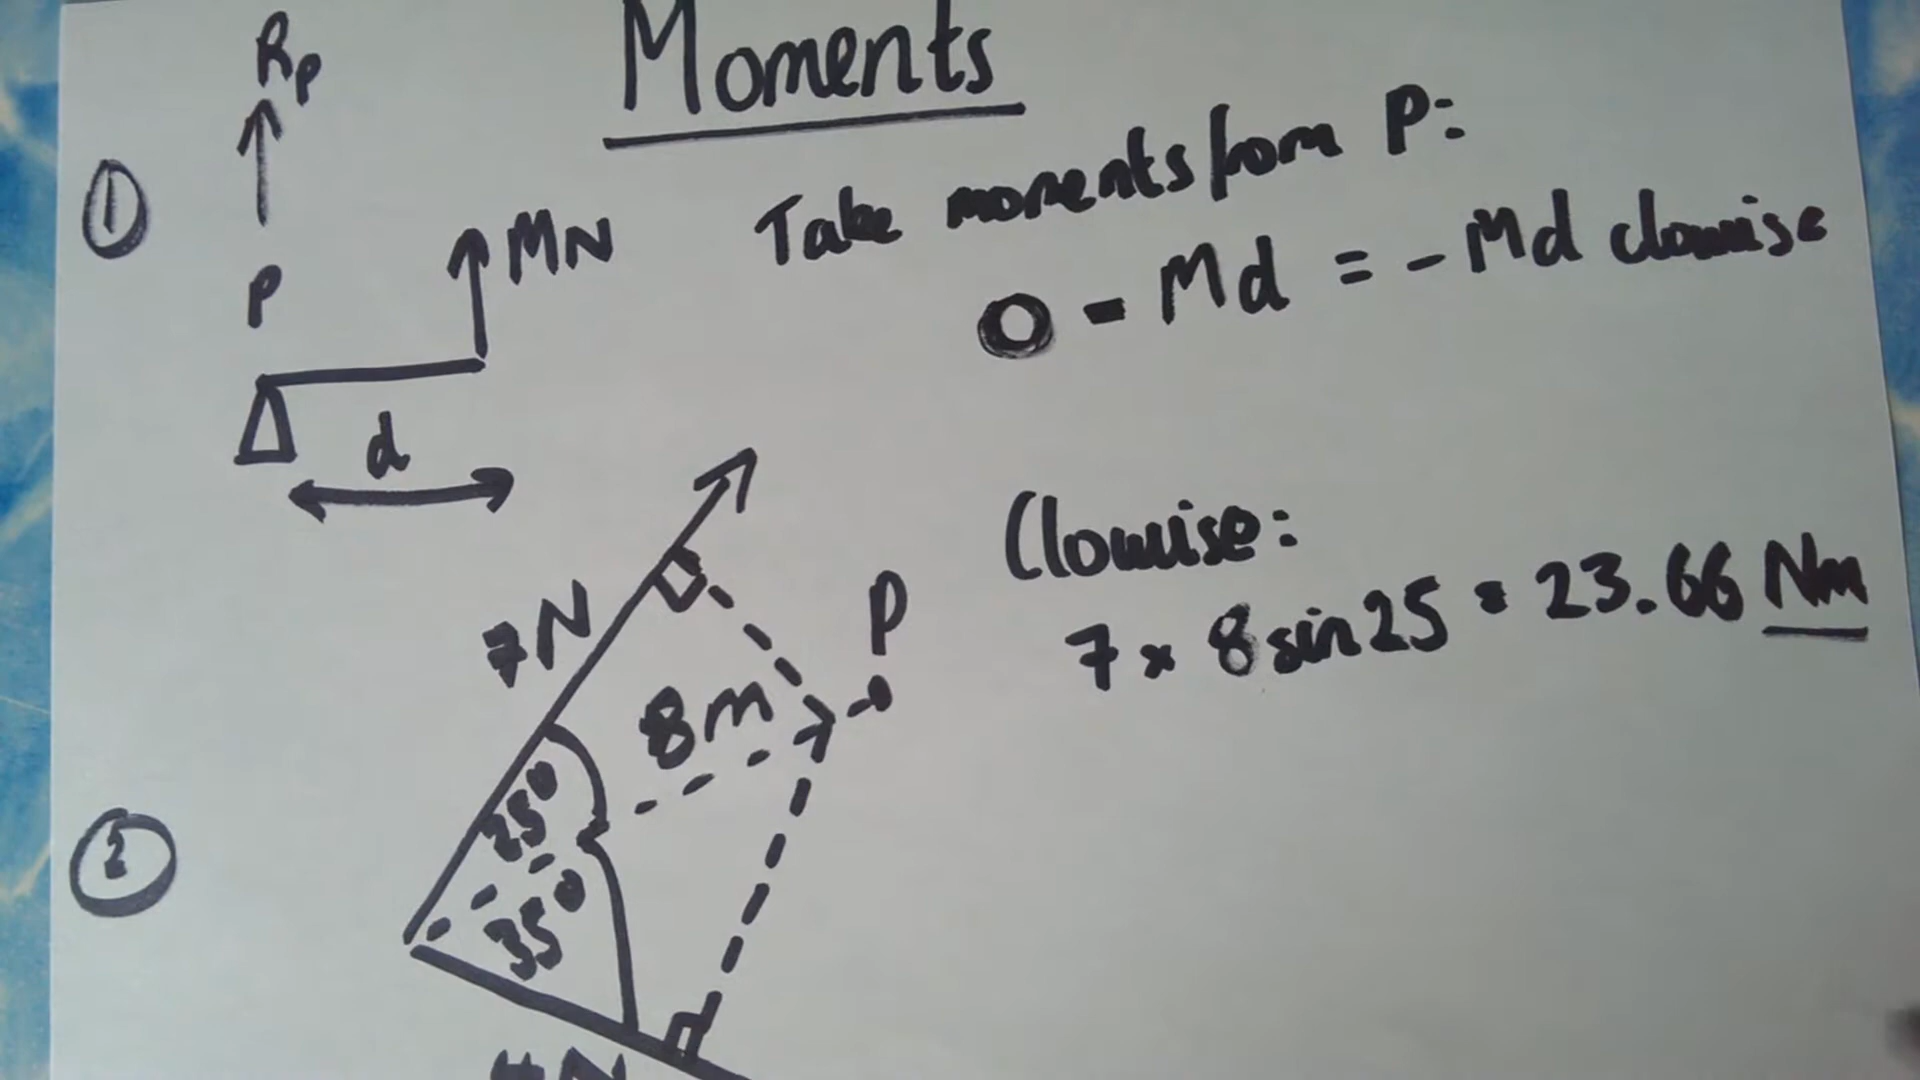 Moments
①
Rp
P
MN
d
Take moments from P:
0 - Md = - Md clowise
②
7N
25°
35°
8m
P
Clowise:
7 × 8 sin 25 = 23.66 Nm
4N